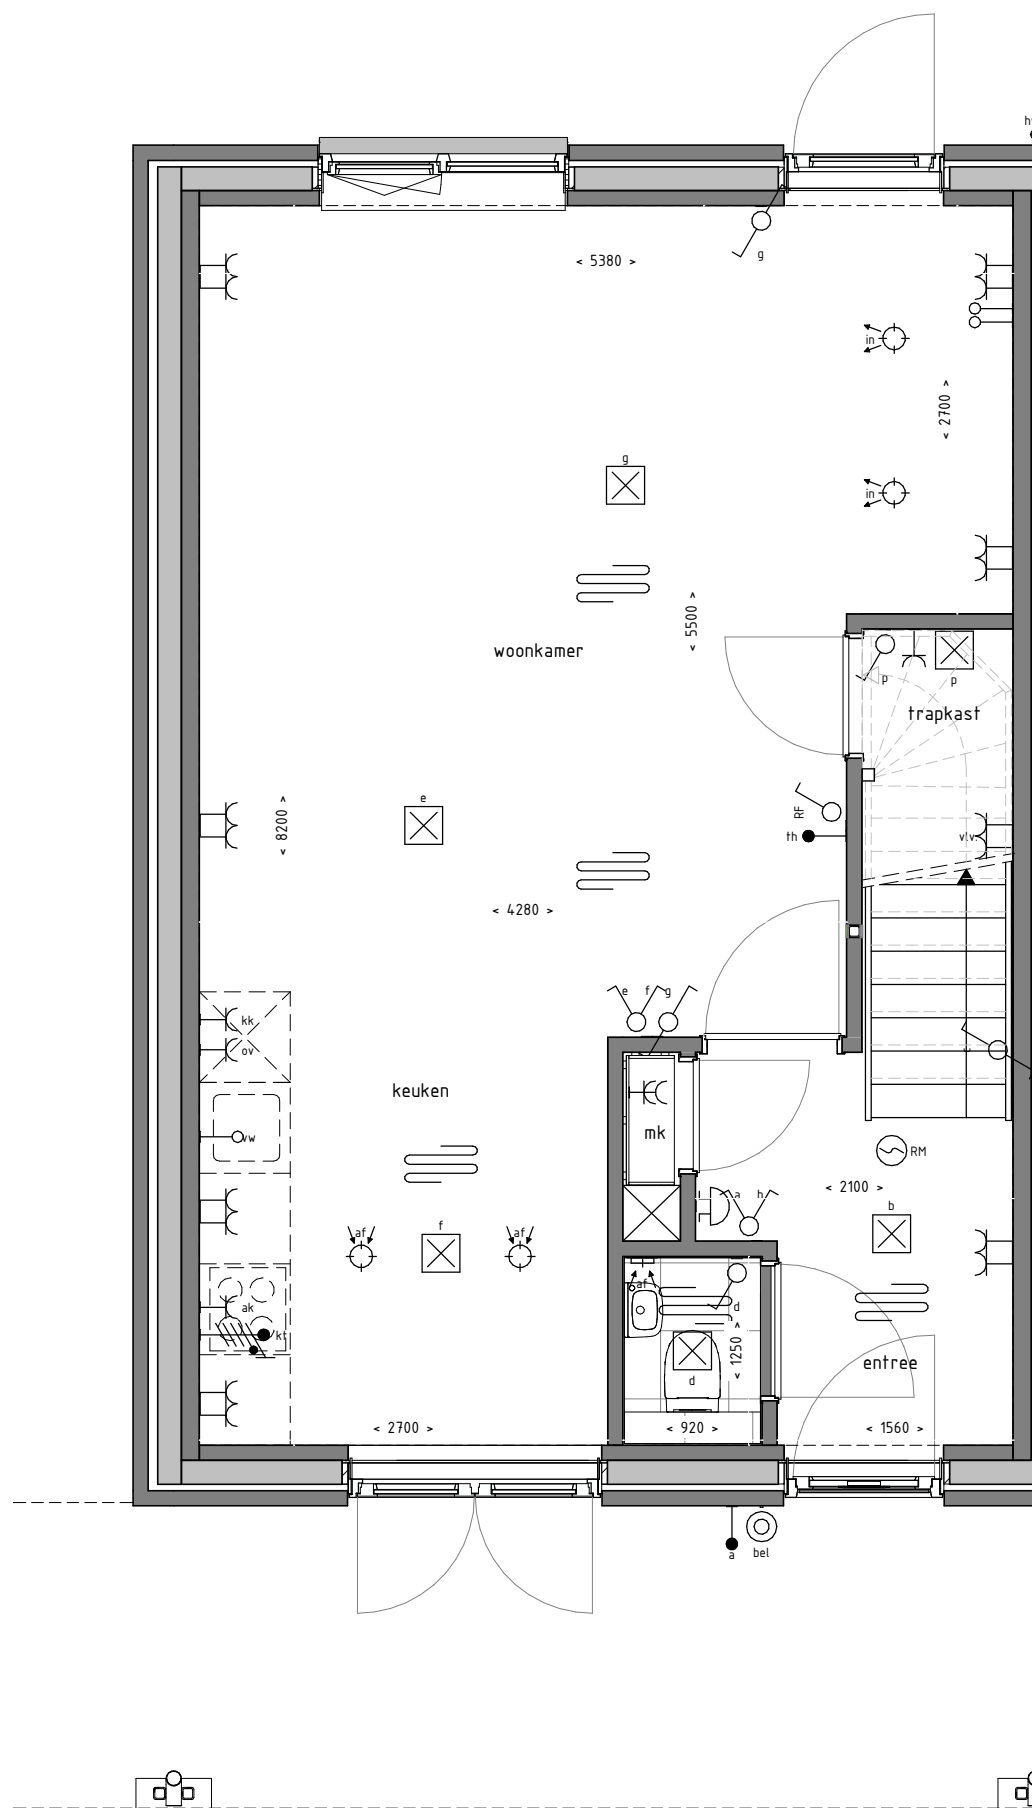 g
< 5380 >
in
< 2700 >
g
in
< 5500 >
woonkamer
p
p
trapkast
e
< 8200 >
RF
th
< 4280 >
e f g
kk
ov
keuken
mk
vw
RM
< 2100 >
a
b
f
af
af
af
d
ak
kt
< 1250 >
d
entree
< 2700 >
< 920 >
< 1560 >
a
bel